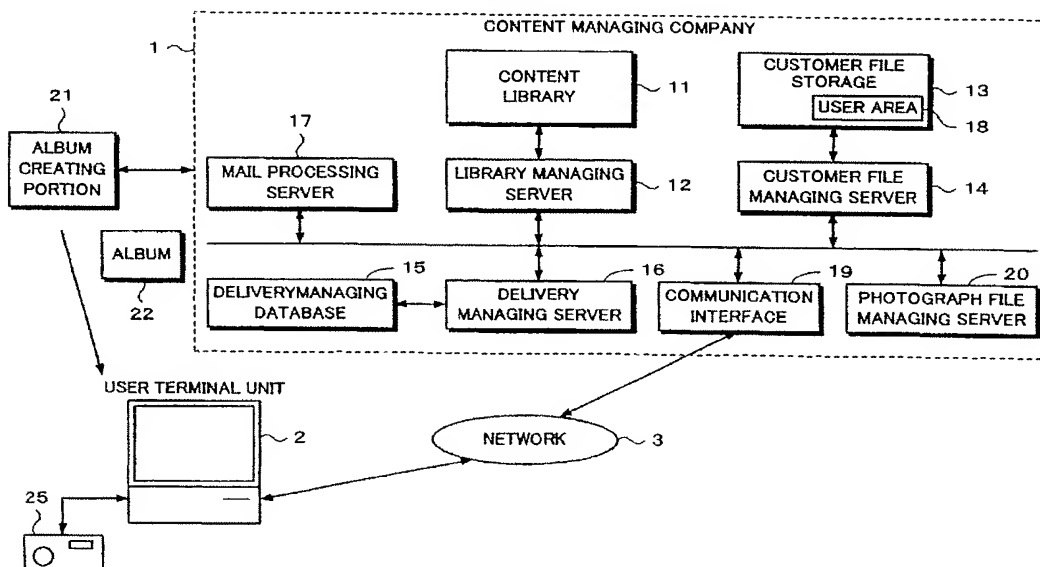 CONTENT MANAGING COMPANY
1
CONTENT
LIBRARY
11
CUSTOMER FILE
STORAGE
USER AREA
13
18
21
ALBUM
CREATING
PORTION
17
MAIL PROCESSING
SERVER
LIBRARY MANAGING
SERVER
12
CUSTOMER FILE
MANAGING SERVER
14
ALBUM
22
15
DELIVERYMANAGING
DATABASE
16
DELIVERY
MANAGING SERVER
19
COMMUNICATION
INTERFACE
20
PHOTOGRAPH FILE
MANAGING SERVER
USER TERMINAL UNIT
2
NETWORK
3
25